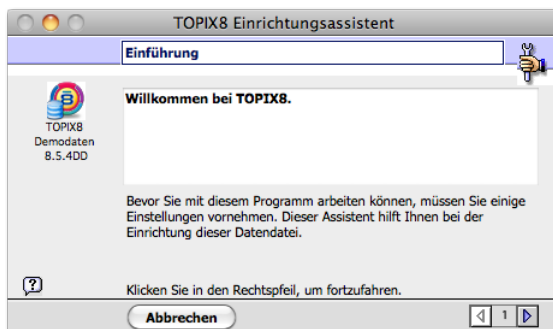 TOPIX8 Einrichtungsassistent
Einführung
TOPIX8
Demodaten
8.5.4DD
Willkommen bei TOPIX8.
Bevor Sie mit diesem Programm arbeiten können, müssen Sie einige
Einstellungen vornehmen. Dieser Assistent hilft Ihnen bei der
Einrichtung dieser Datendatei.
Klicken Sie in den Rechtspfeil, um fortzufahren.
?
Abbrechen
1